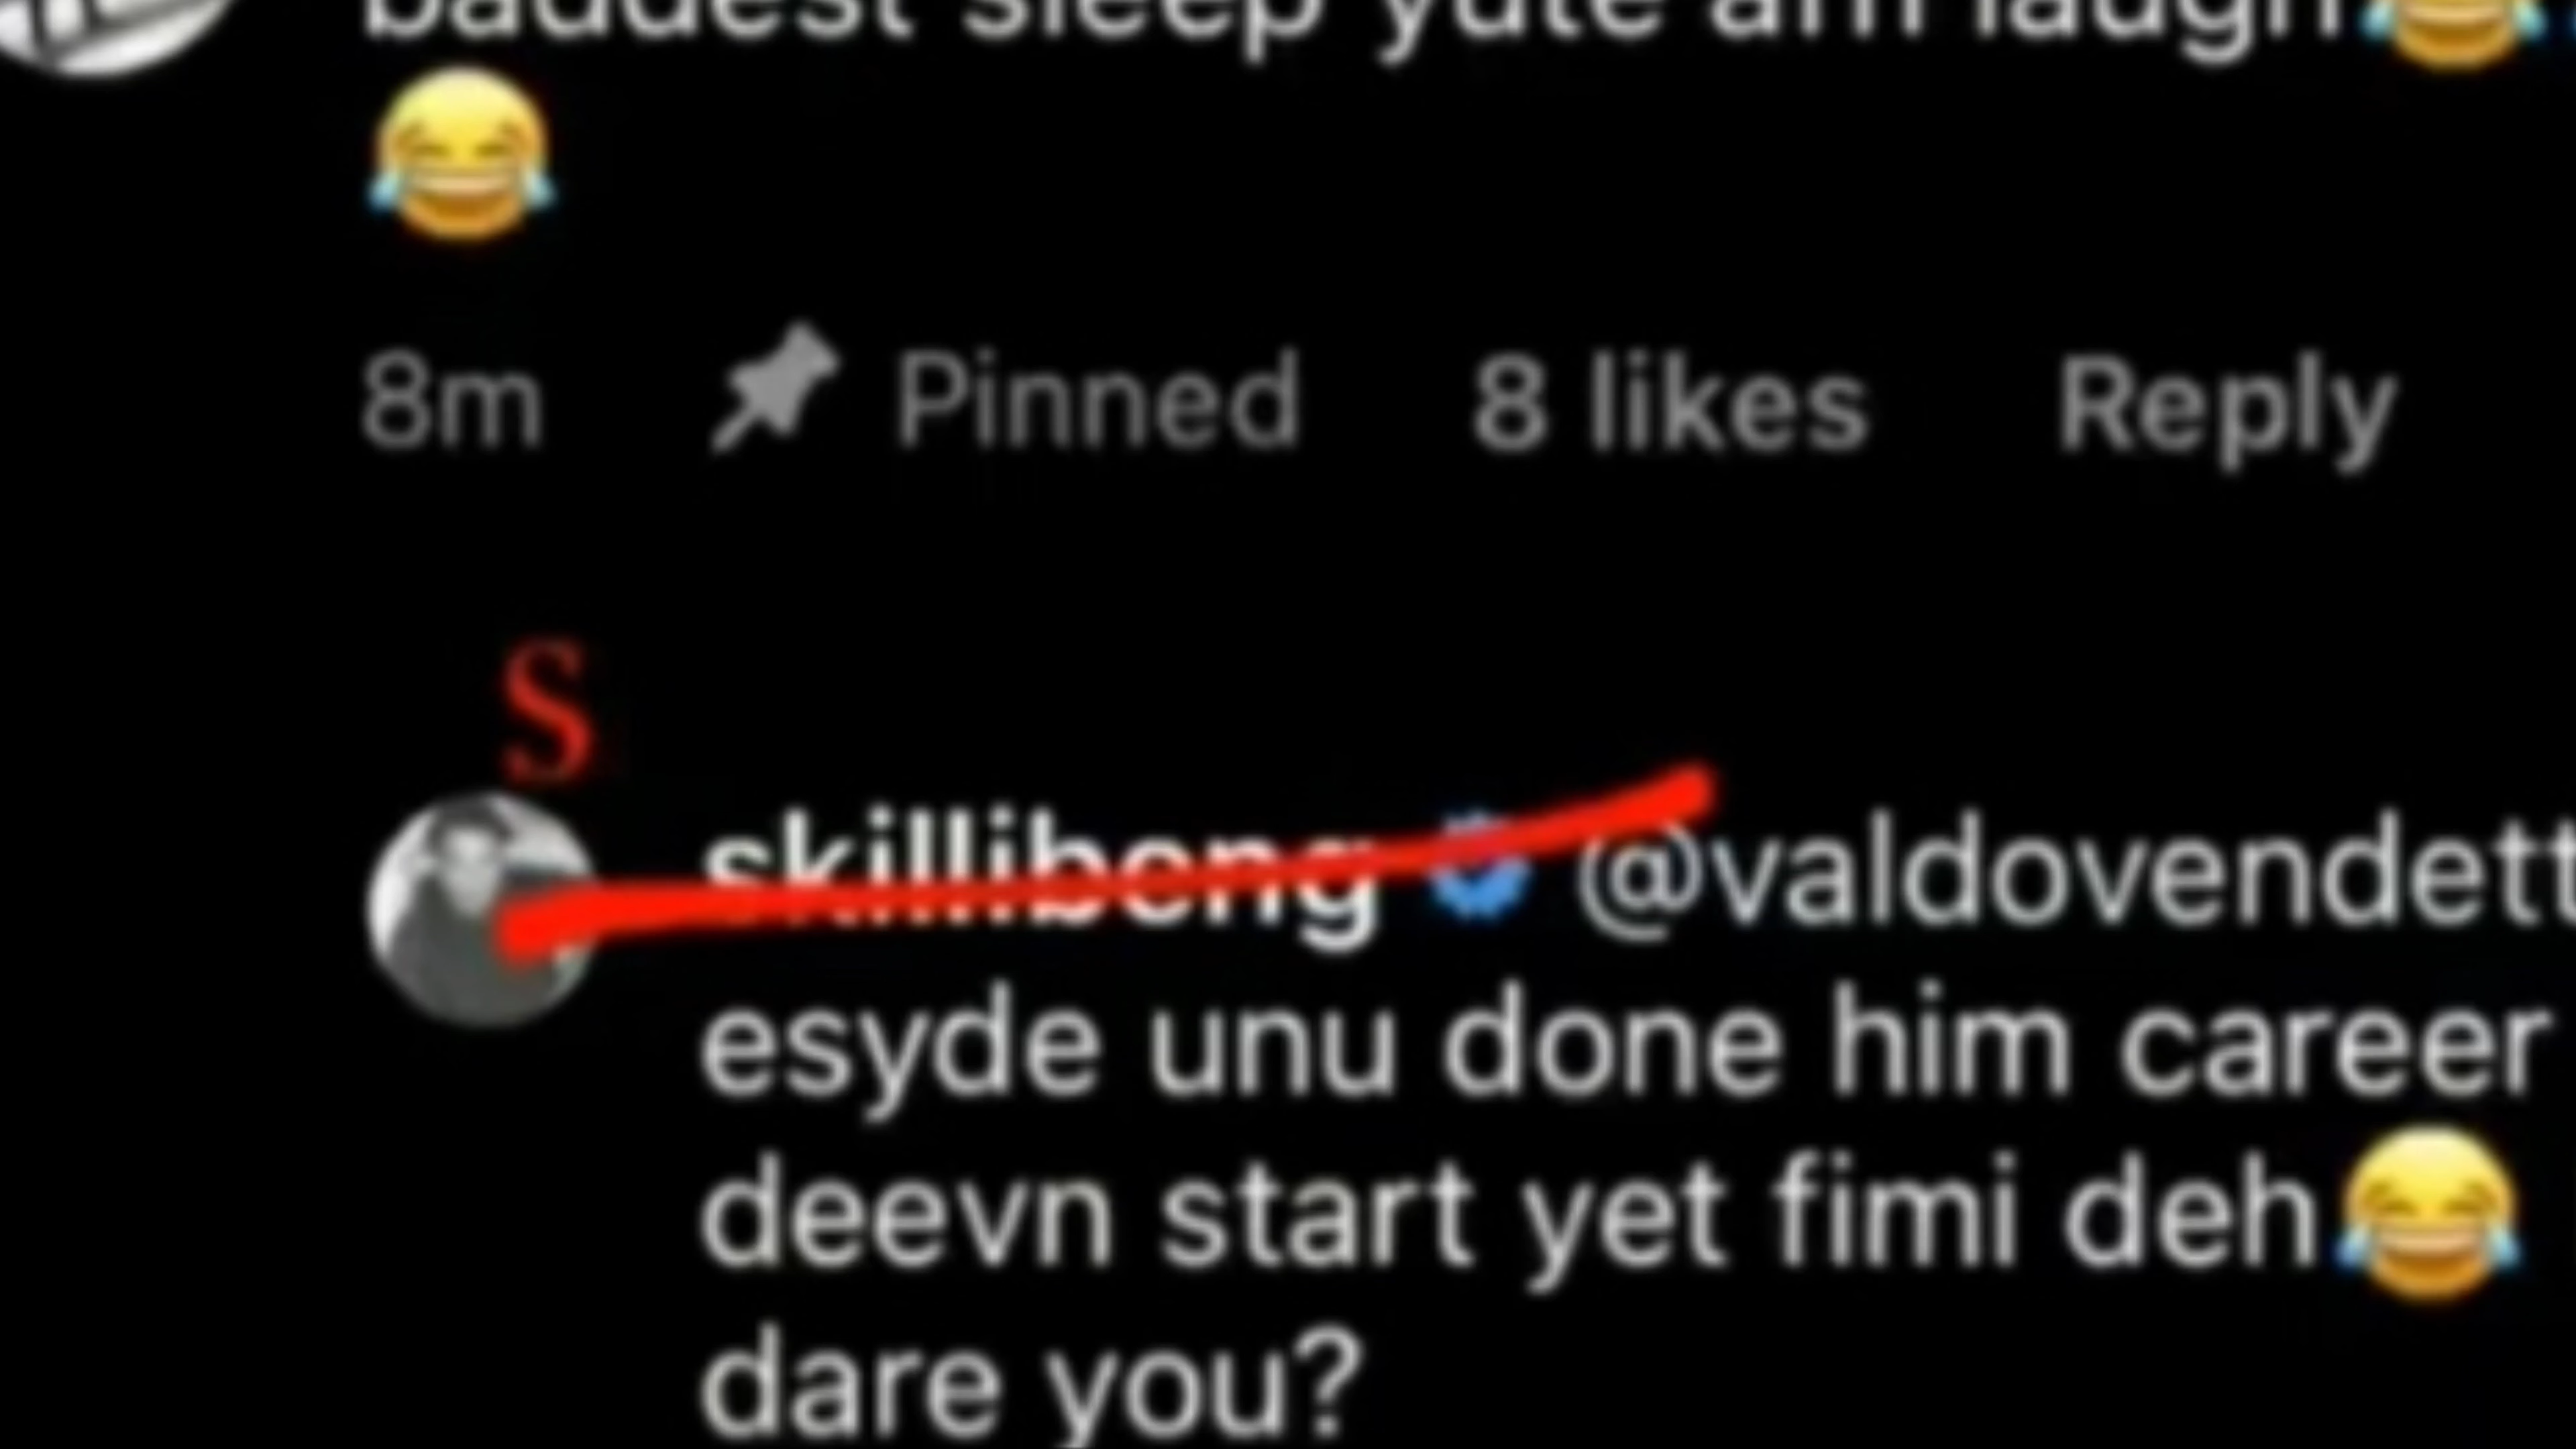 baddest sleep yute am laugh😂
😂
8m 📌 Pinned 8 likes Reply
S
skillibeng @valdovendett
esyde unu done him career
deevn start yet fimi deh😂
dare you?